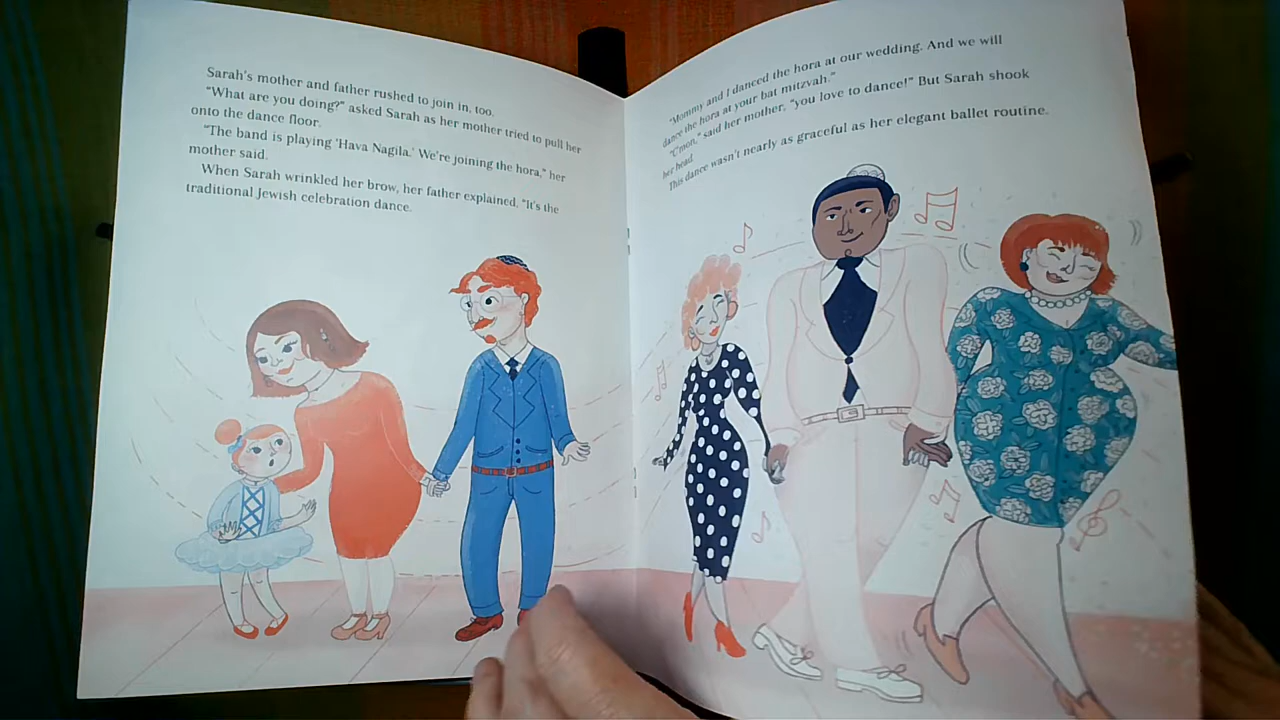 Sarah's mother and father rushed to join in, too.
"What are you doing?" asked Sarah as her mother tried to pull her
onto the dance floor.
"The band is playing 'Hava Nagila.' We're joining the hora," her
mother said.
When Sarah wrinkled her brow, her father explained, "It's the
traditional Jewish celebration dance.
"Mommy and I danced the hora at our wedding. And we will
dance the hora at your bat mitzvah."
"C'mon," said her mother, "you love to dance!" But Sarah shook
her head.
This dance wasn't nearly as graceful as her elegant ballet routine.